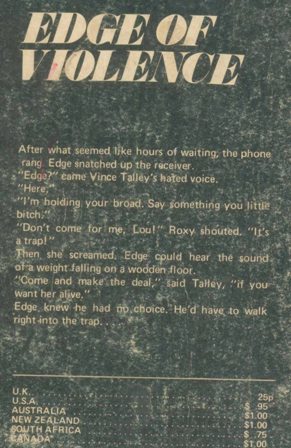 EDGE OF
VIOLENCE
After what seemed like hours of waiting, the phone
rang. Edge snatched up the receiver.
"Edge?" came Vince Talley's hated voice.
"Here."
"I'm holding your broad. Say something you little
bitch."
"Don't come for me, Lou!" Roxy shouted. "It's
a trap!"
Then she screamed. Edge could hear the sound
of a weight falling on a wooden floor.
"Come and make the deal," said Talley, "if you
want her alive."
Edge knew he had no choice. He'd have to walk
right into the trap. . .
U.K. 25p
U.S.A. $ .95
AUSTRALIA $1.00
NEW ZEALAND $1.00
SOUTH AFRICA $ .75
CANADA $1.00